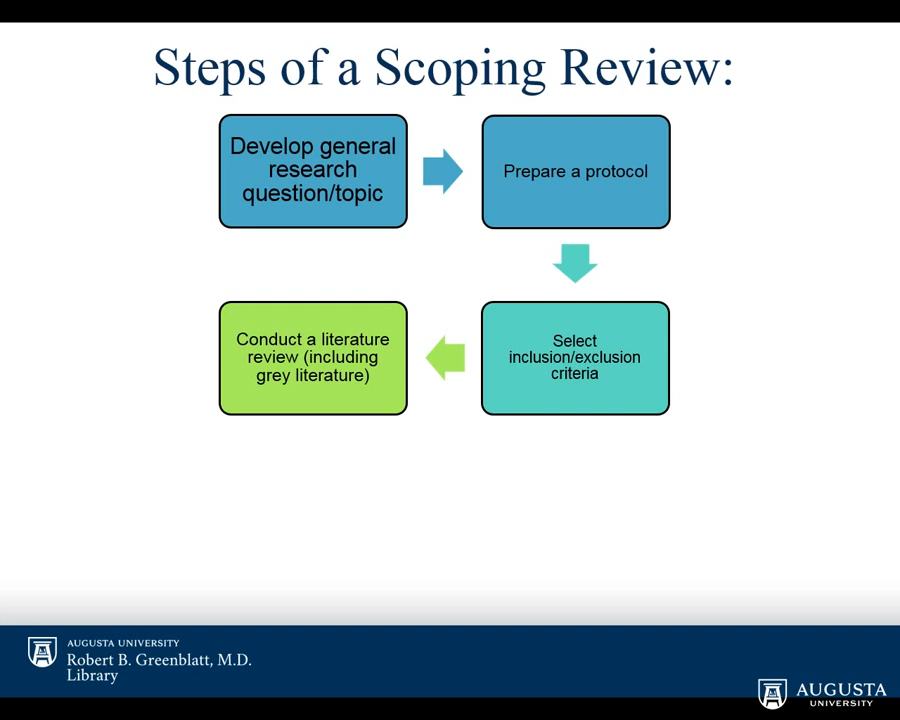 Steps of a Scoping Review:
Develop general
research
question/topic
Prepare a protocol
Select
inclusion/exclusion
criteria
Conduct a literature
review (including
grey literature)
AUGUSTA UNIVERSITY
Robert B. Greenblatt, M.D.
Library
AUGUSTA
UNIVERSITY